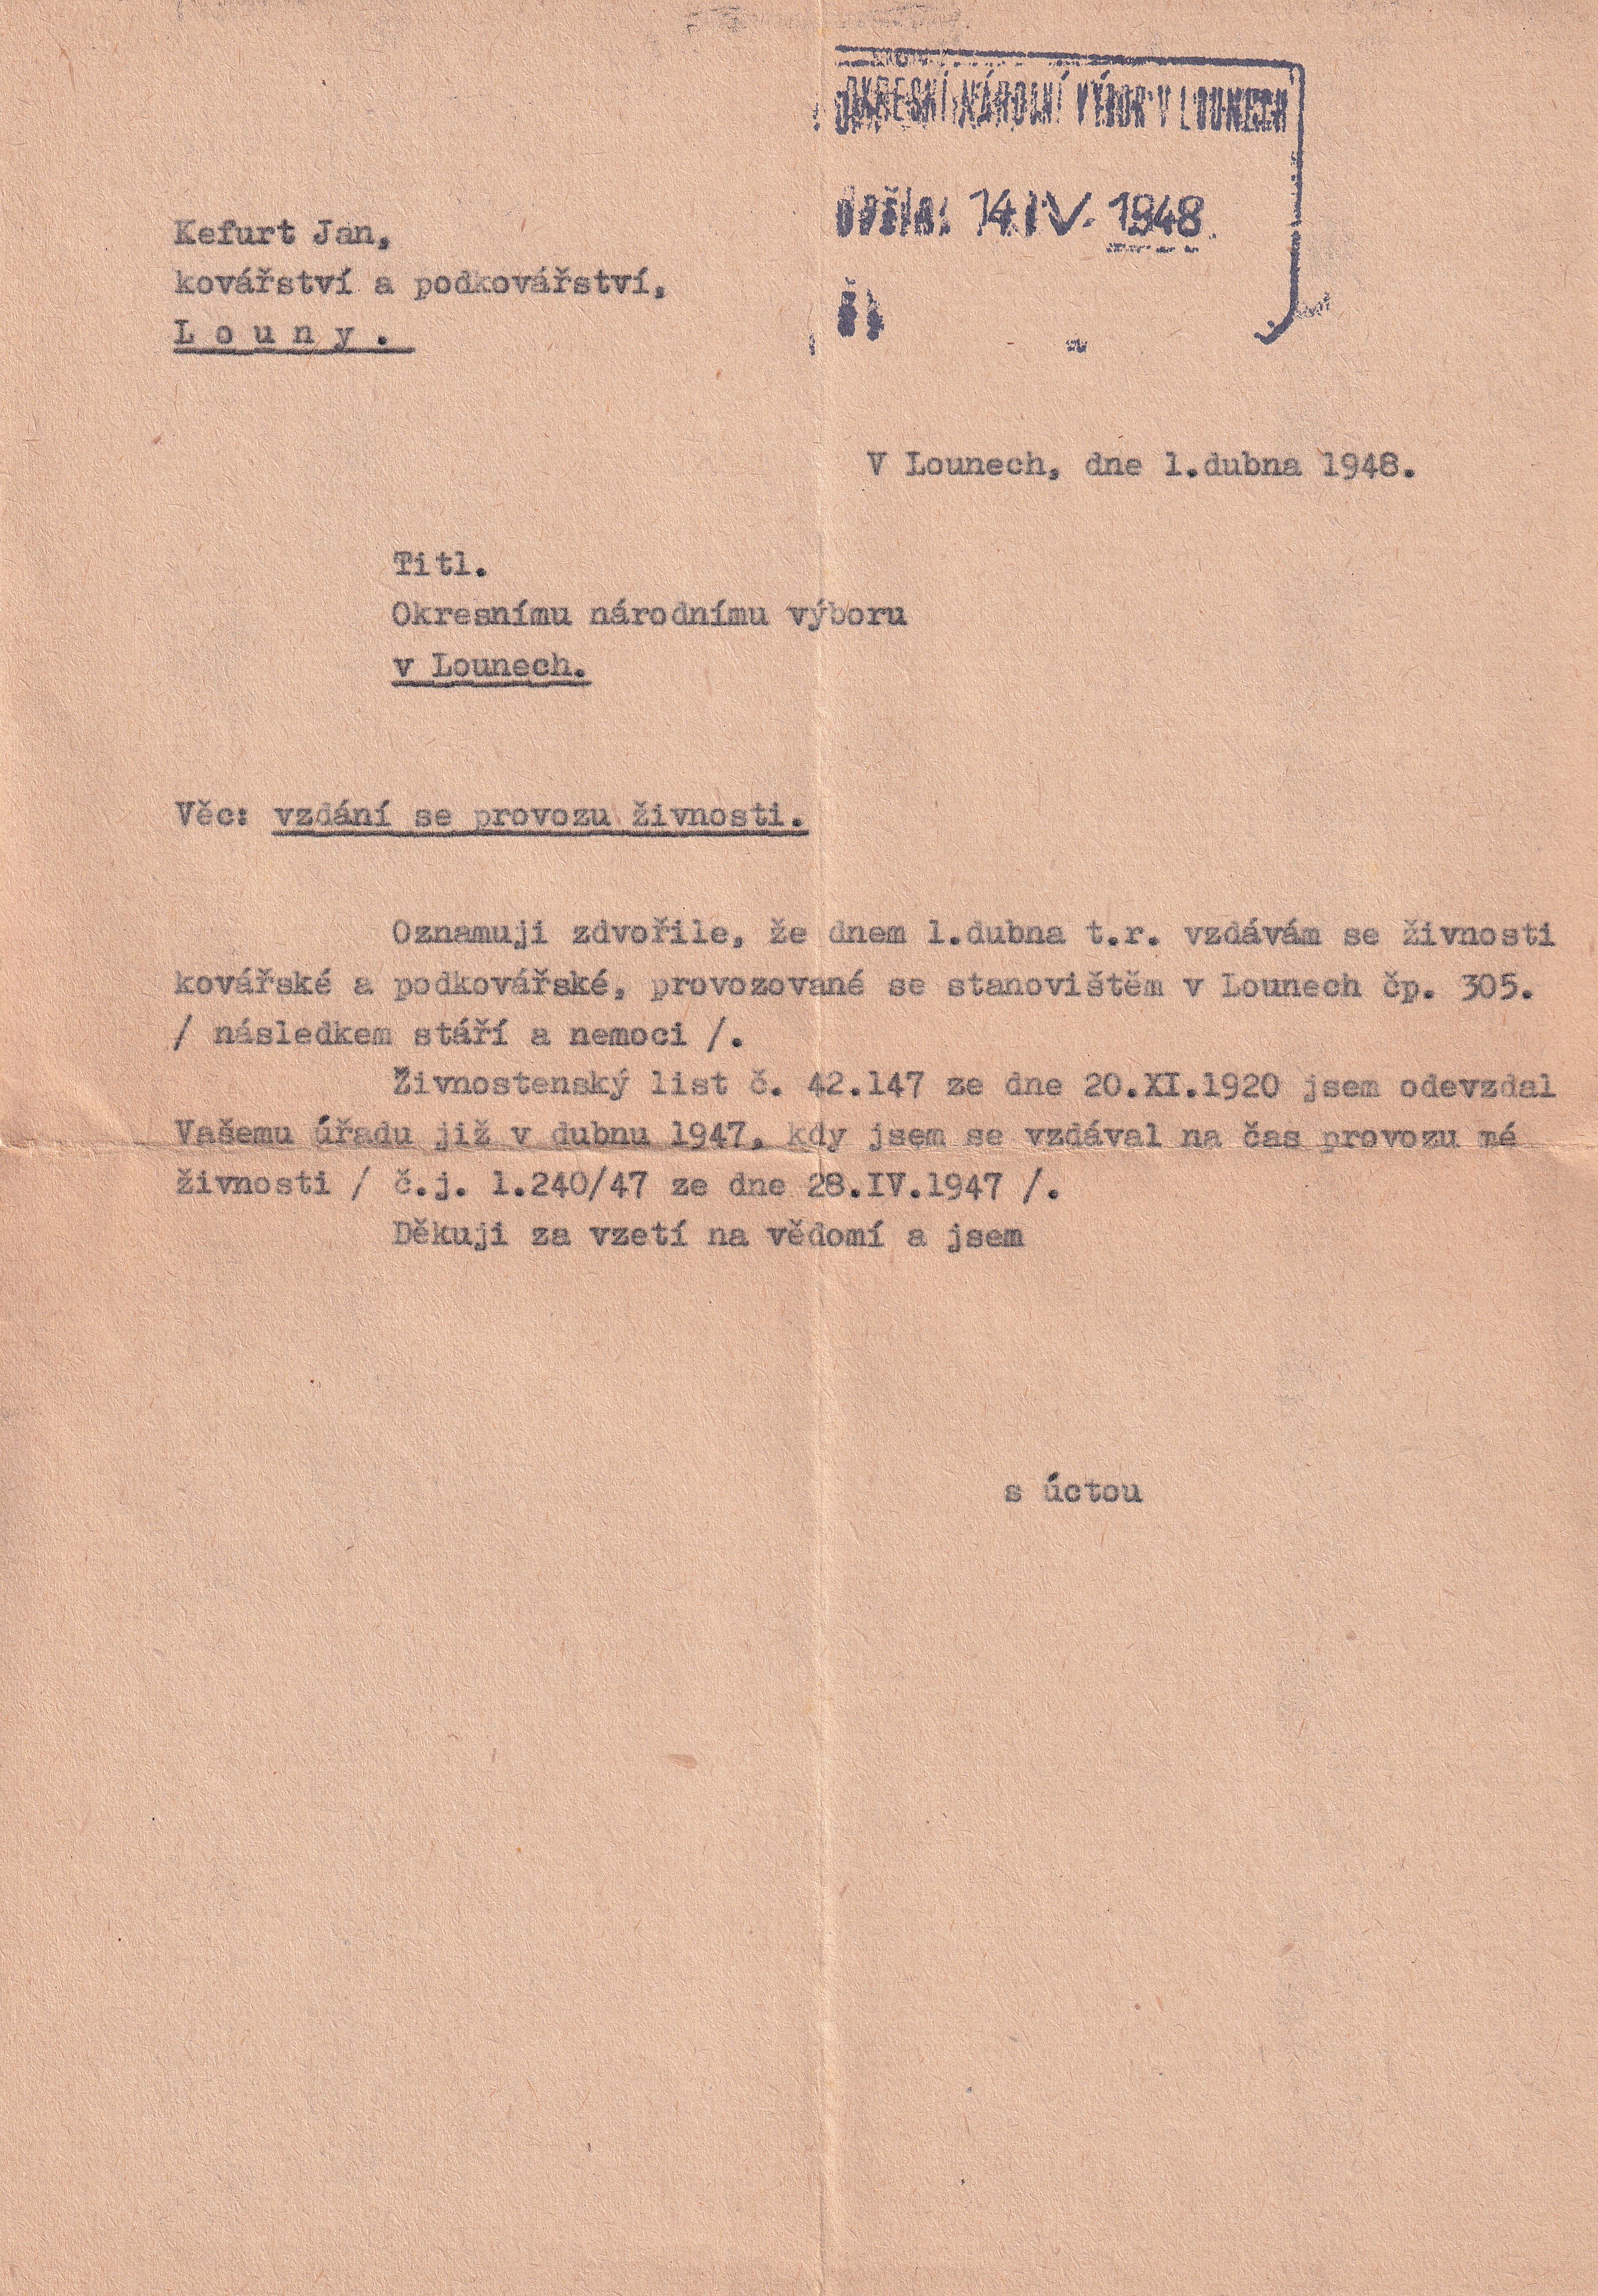 OKRESNÍ NÁRODNÍ VÝBOR V LOUNECH
došlo: 14 IV. 1948
Kefurt Jan,
kovářství a podkovářství,
L o u n y .
V Lounech, dne 1.dubna 1948.
Titl.
Okresnímu národnímu výboru
v Lounech.
Věc: vzdání se provozu živnosti.
Oznamuji zdvořile, že dnem 1.dubna t.r. vzdávám se živnosti
kovářské a podkovářské, provozované se stanovištěm v Lounech čp. 305.
/ následkem stáří a nemoci /.
Živnostenský list č. 42.147 ze dne 20.XI.1920 jsem odevzdal
Vašemu úřadu již v dubnu 1947, kdy jsem se vzdával na čas provozu mé
živnosti / č.j. 1.240/47 ze dne 28.IV.1947 /.
Děkuji za vzetí na vědomí a jsem
s úctou